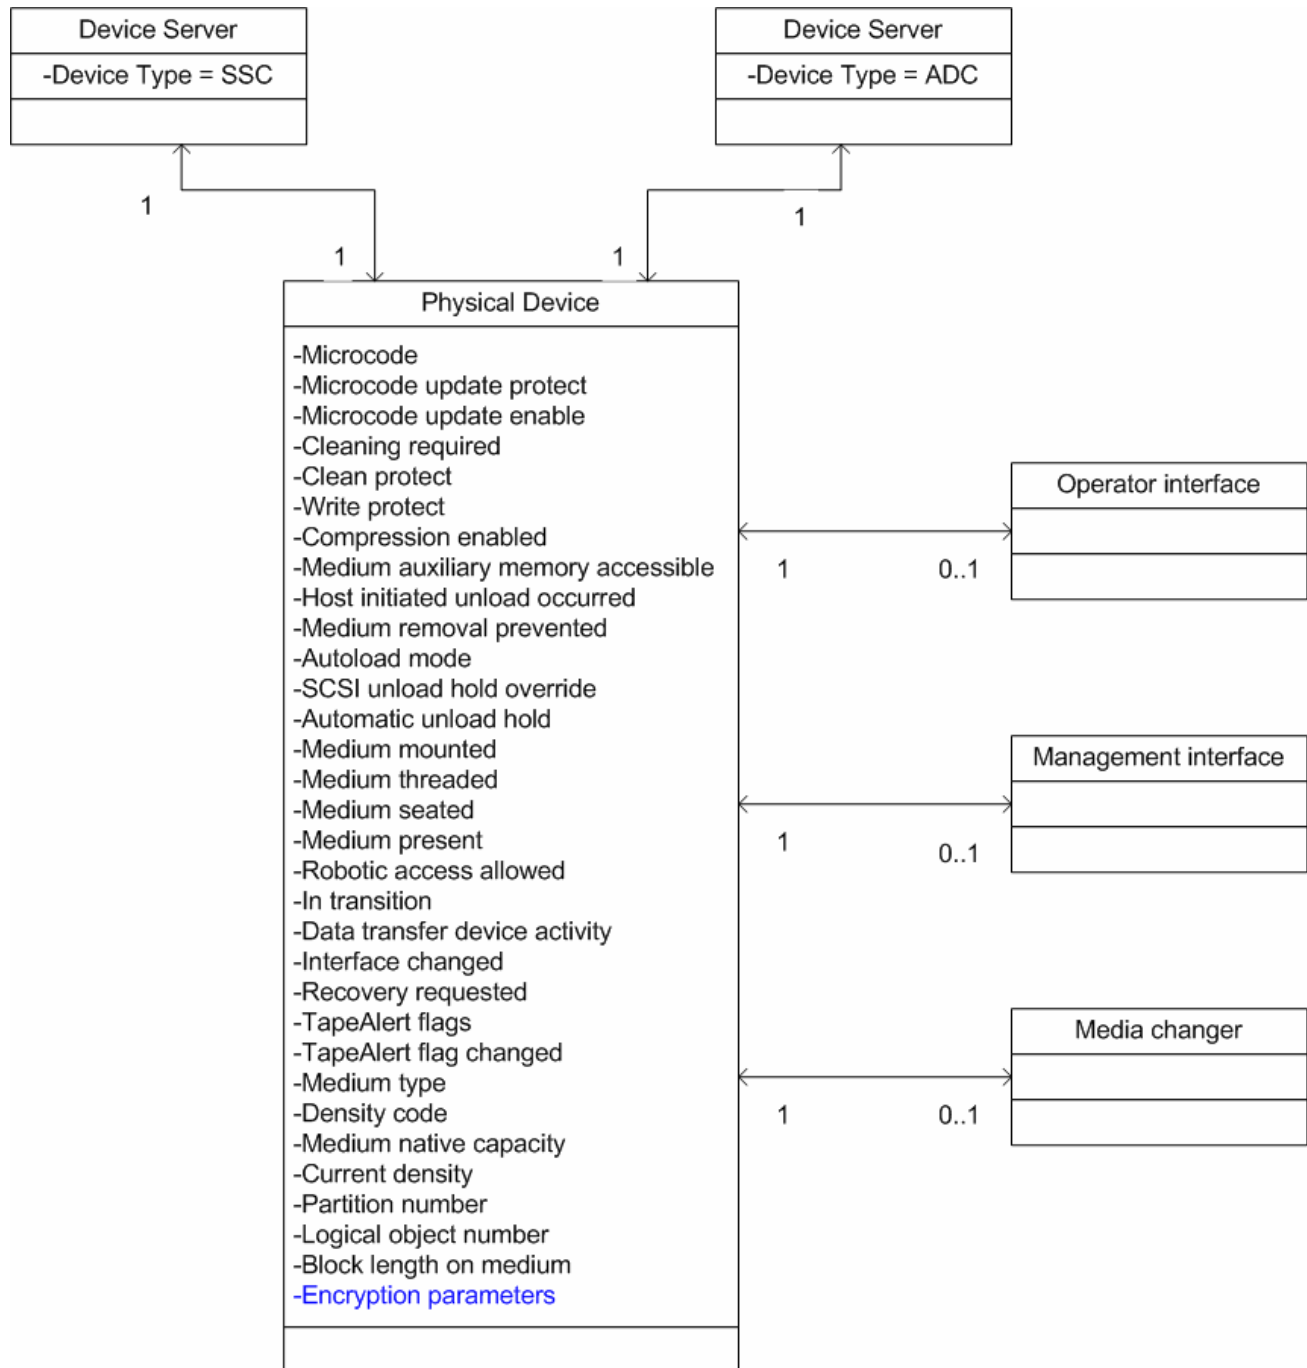 Device Server
-Device Type = SSC
Device Server
-Device Type = ADC
1
1
1
1
Physical Device
-Microcode
-Microcode update protect
-Microcode update enable
-Cleaning required
-Clean protect
-Write protect
-Compression enabled
-Medium auxiliary memory accessible
-Host initiated unload occurred
-Medium removal prevented
-Autoload mode
-SCSI unload hold override
-Automatic unload hold
-Medium mounted
-Medium threaded
-Medium seated
-Medium present
-Robotic access allowed
-In transition
-Data transfer device activity
-Interface changed
-Recovery requested
-TapeAlert flags
-TapeAlert flag changed
-Medium type
-Density code
-Medium native capacity
-Current density
-Partition number
-Logical object number
-Block length on medium
-Encryption parameters
Operator interface
1
0..1
Management interface
1
0..1
Media changer
1
0..1